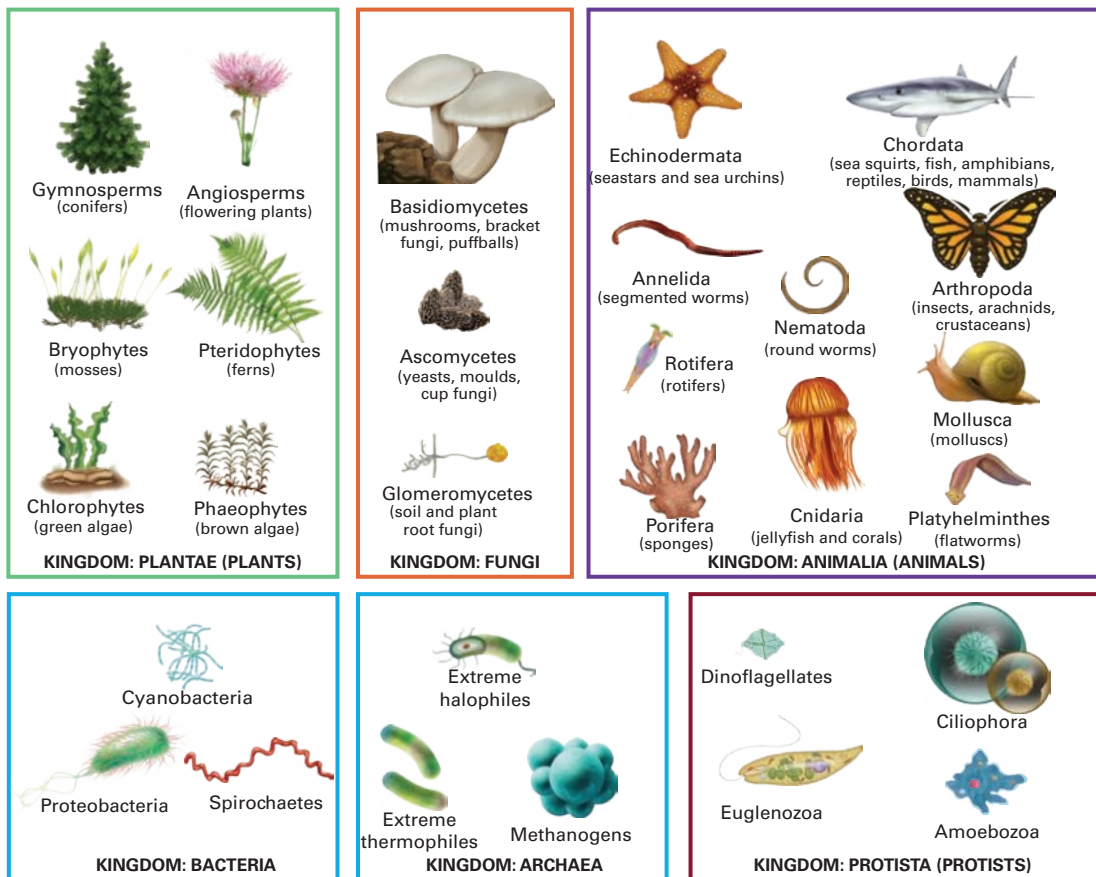 Gymnosperms
(conifers)
Angiosperms
(flowering plants)
Bryophytes
(mosses)
Pteridophytes
(ferns)
Chlorophytes
(green algae)
Phaeophytes
(brown algae)
KINGDOM: PLANTAE (PLANTS)
Basidiomycetes
(mushrooms, bracket
fungi, puffballs)
Ascomycetes
(yeasts, moulds,
cup fungi)
Glomeromycetes
(soil and plant
root fungi)
KINGDOM: FUNGI
Echinodermata
(seastars and sea urchins)
Chordata
(sea squirts, fish, amphibians,
reptiles, birds, mammals)
Annelida
(segmented worms)
Nematoda
(round worms)
Arthropoda
(insects, arachnids,
crustaceans)
Rotifera
(rotifers)
Mollusca
(molluscs)
Porifera
(sponges)
Cnidaria
(jellyfish and corals)
Platyhelminthes
(flatworms)
KINGDOM: ANIMALIA (ANIMALS)
Cyanobacteria
Proteobacteria
Spirochaetes
KINGDOM: BACTERIA
Extreme
halophiles
Extreme
thermophiles
Methanogens
KINGDOM: ARCHAEA
Dinoflagellates
Ciliophora
Euglenozoa
Amoebozoa
KINGDOM: PROTISTA (PROTISTS)